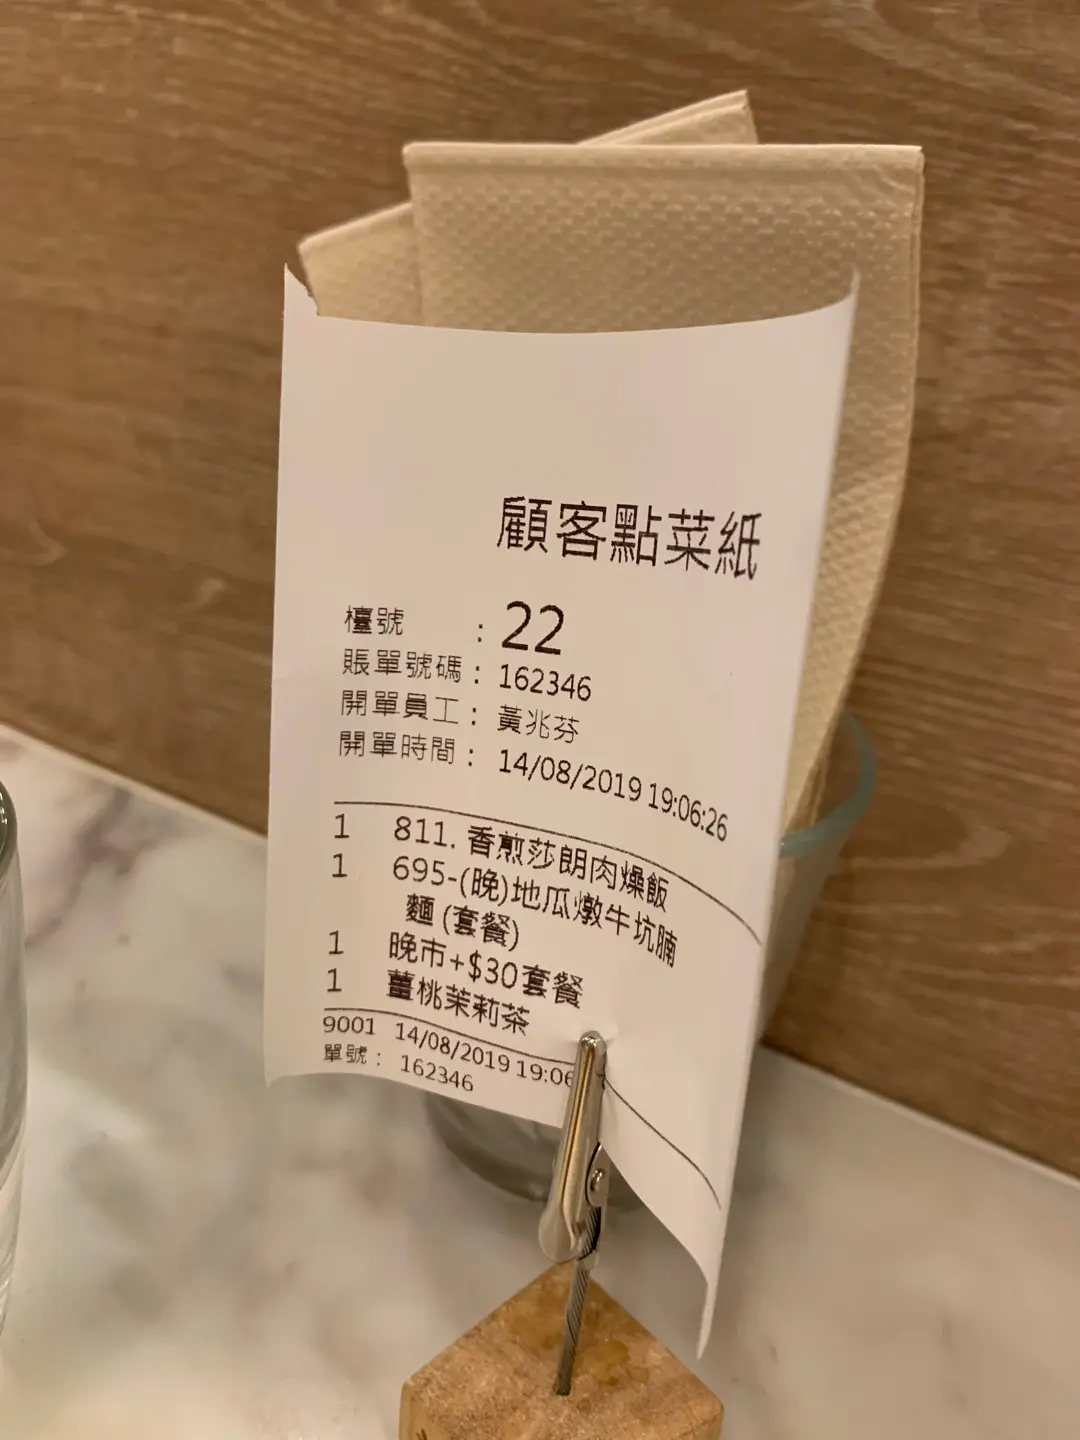 顧客點菜紙
檯號 : 22
賬單號碼 : 162346
開單員工 : 黃兆芬
開單時間 : 14/08/2019 19:06:26
1 811. 香煎莎朗肉燥飯
1 695-(晚)地瓜燉牛坑腩
麵 (套餐)
1 晚市+$30套餐
1 薑桃茉莉茶
9001 14/08/2019 19:06
單號 : 162346